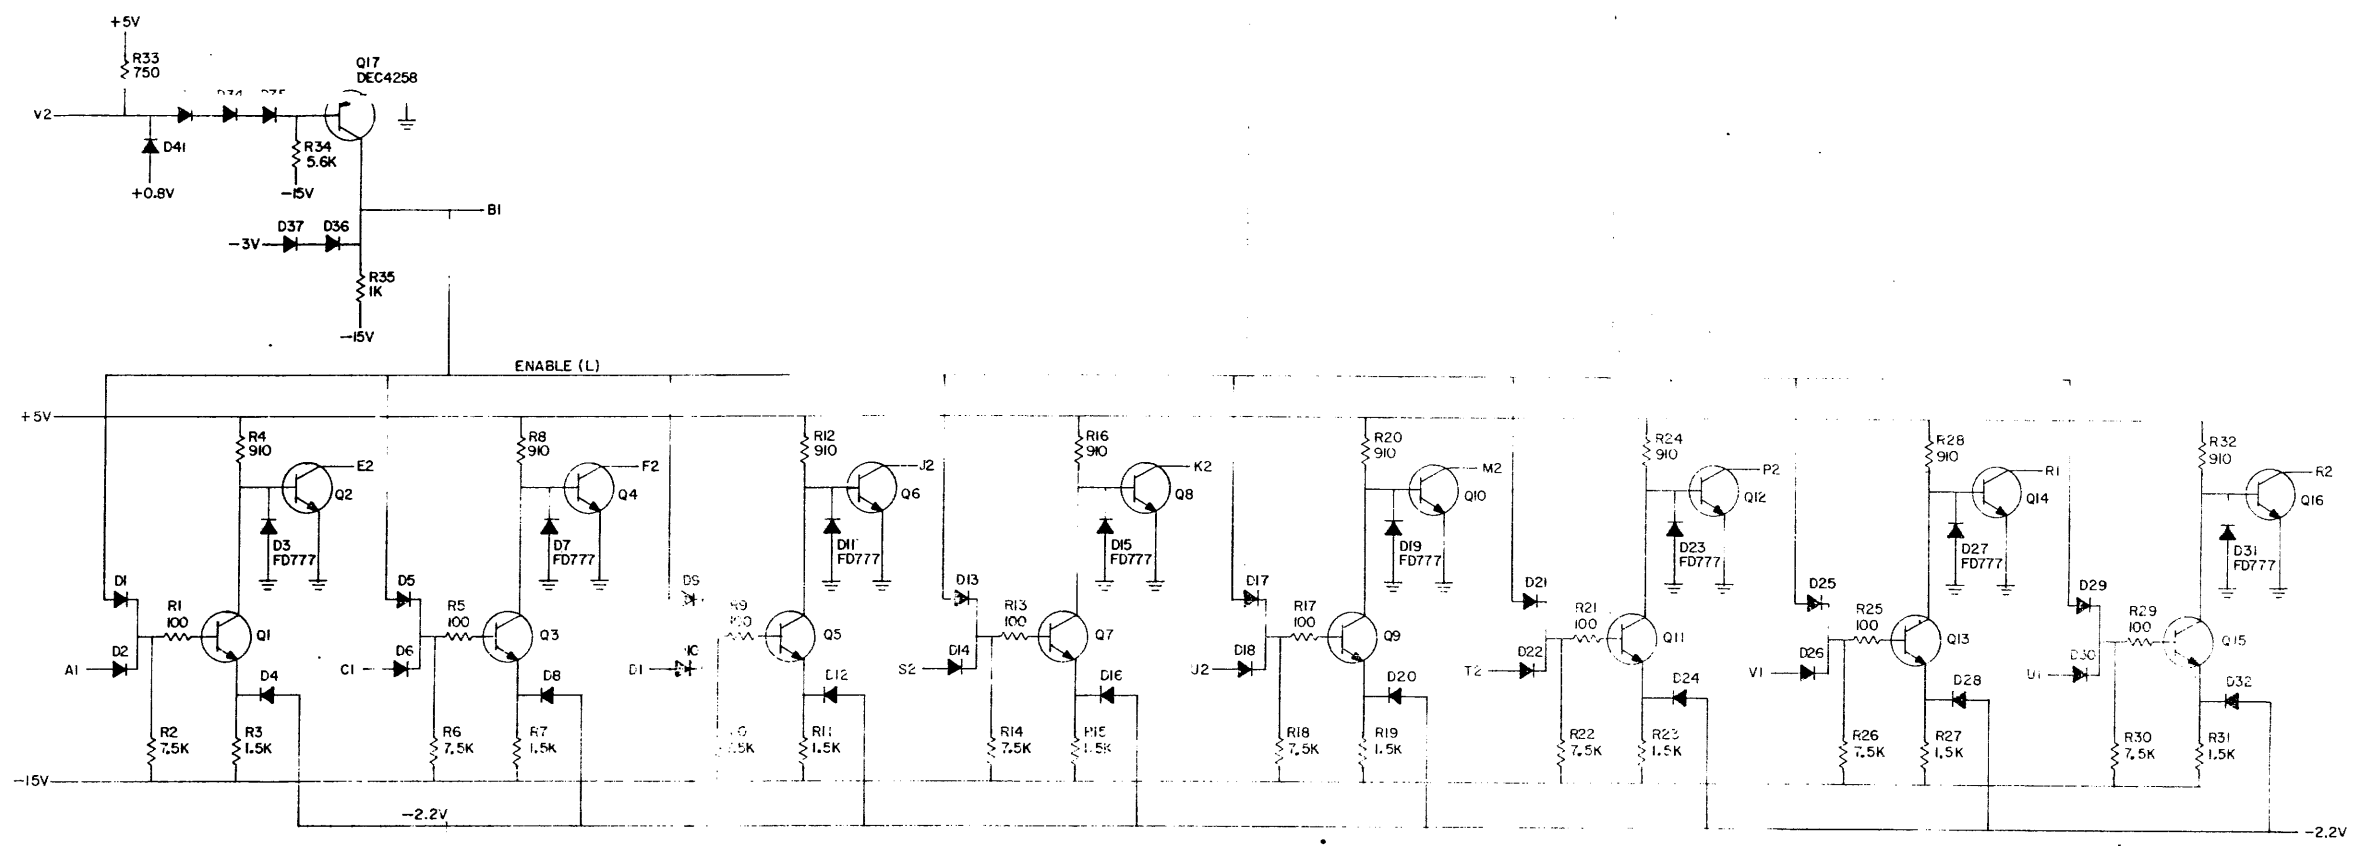 +5V
R33
750
Q17
DEC4258
D34 D35
V2
D41
R34
5.6K
+0.8V
-15V
B1
D37 D36
-3V
R35
1K
-15V
ENABLE (L)
+5V
R4
910
E2
Q2
D3
FD777
D1
R1
100
Q1
D2
A1
D4
R2
7.5K
R3
1.5K
R8
910
F2
Q4
D7
FD777
D5
R5
100
Q3
D6
C1
D8
R6
7.5K
R7
1.5K
R12
910
J2
Q6
D11
FD777
D9
R9
100
Q5
D1
D12
R11
1.5K
R16
910
K2
Q8
D15
FD777
D13
R13
100
Q7
D14
S2
D16
R14
7.5K
R15
1.5K
R20
910
M2
Q10
D19
FD777
D17
R17
100
Q9
D18
U2
D20
R18
7.5K
R19
1.5K
R24
910
P2
Q12
D23
FD777
D21
R21
100
Q11
D22
T2
D24
R22
7.5K
R23
1.5K
R28
910
R1
Q14
D27
FD777
D25
R25
100
Q13
D26
V1
D28
R26
7.5K
R27
1.5K
R32
910
R2
Q16
D31
FD777
D29
R29
100
Q15
D30
U1
D32
R30
7.5K
R31
1.5K
-15V
-2.2V
-2.2V